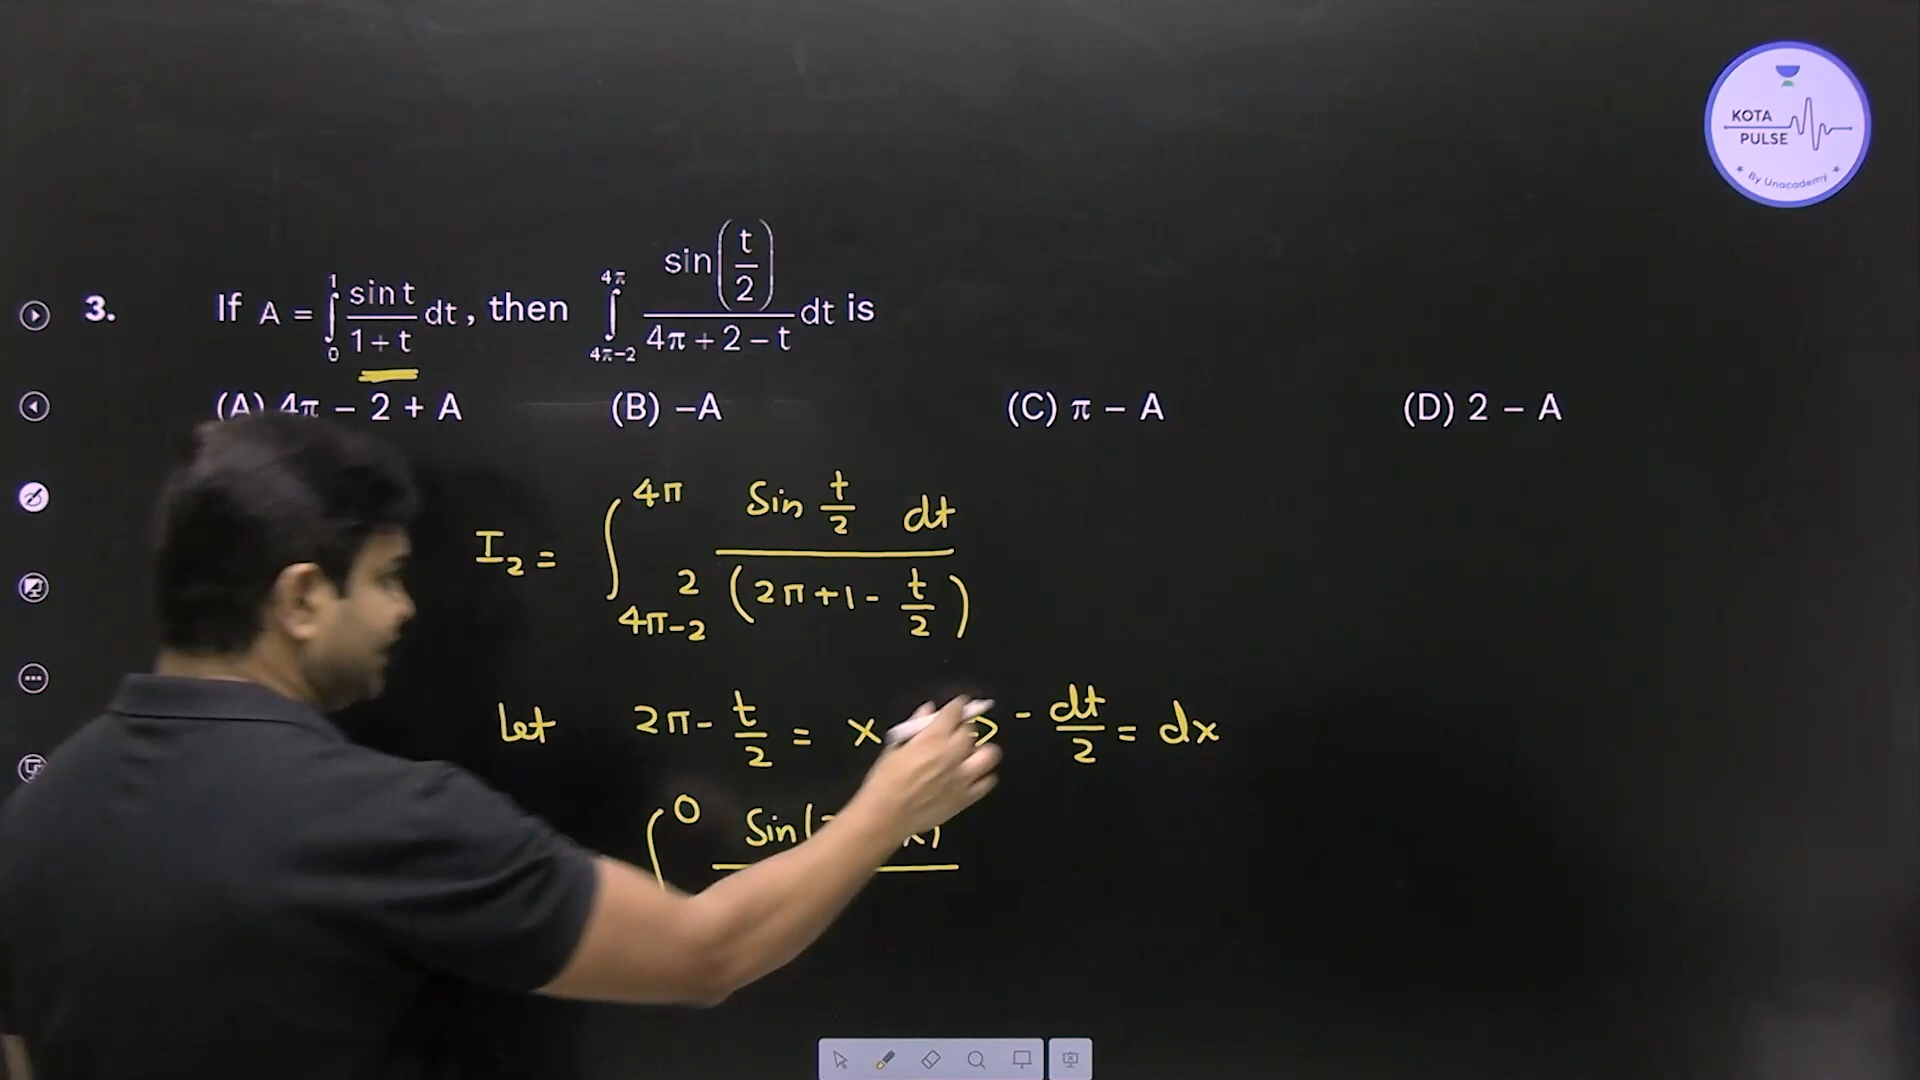 KOTA
PULSE
By Unacademy
3. If A = ∫₀¹ sin t / (1 + t) dt, then ∫_{4π−2}^{4π} sin(t/2) / (4π + 2 − t) dt is
(A) 4π − 2 + A (B) −A (C) π − A (D) 2 − A
I₂ = ∫_{4π−2}^{4π} Sin t/2 dt / 2 (2π + 1 − t/2)
Let 2π − t/2 = x ⇒ − dt/2 = dx
∫⁰ Sin(